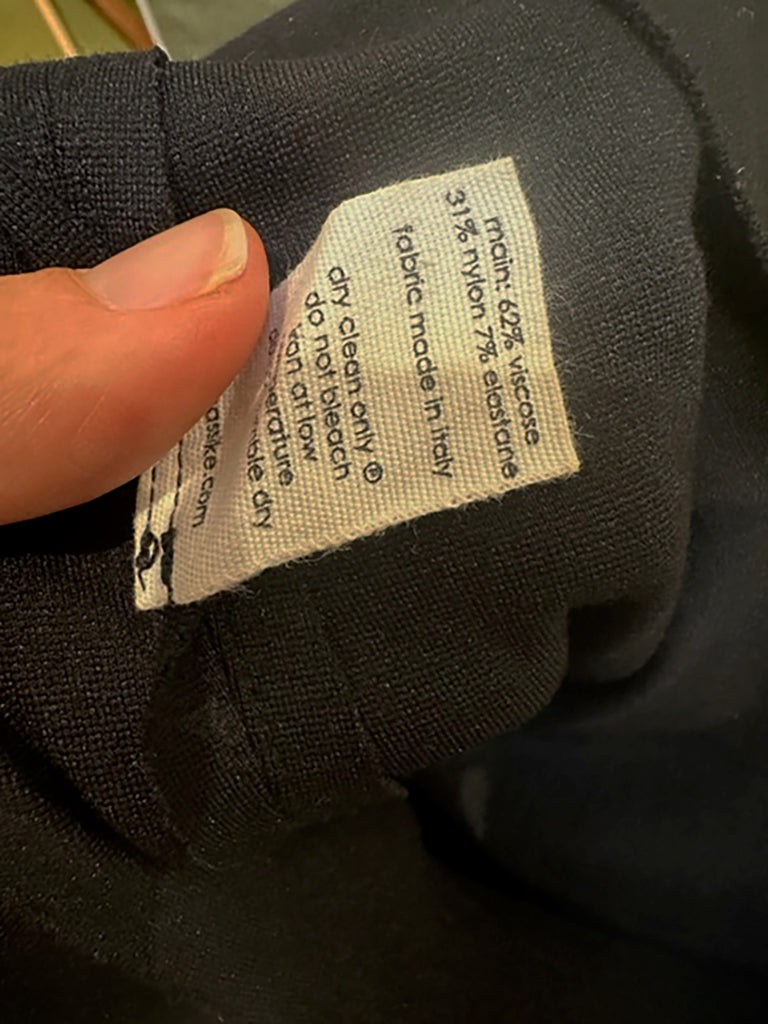 main: 62% viscose
31% nylon 7% elastane
fabric made in italy
dry clean only Ⓟ
do not bleach
at low
dry